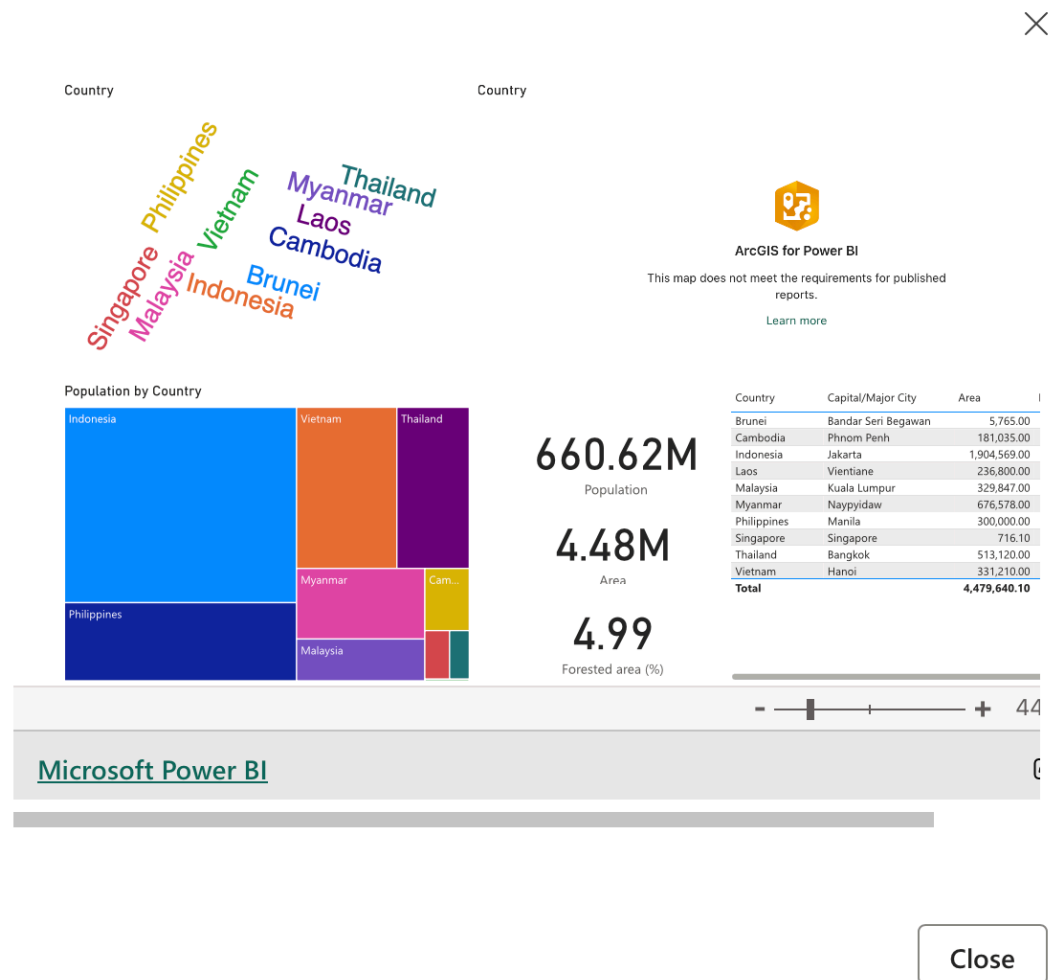 Country
Philippines
Vietnam
Thailand
Myanmar
Laos
Cambodia
Singapore
Malaysia
Brunei
Indonesia
Country
ArcGIS for Power BI
This map does not meet the requirements for published
reports.
Learn more
Population by Country
Indonesia
Vietnam
Thailand
Myanmar
Cam...
Philippines
Malaysia
660.62M
Population
4.48M
Area
4.99
Forested area (%)
Country Capital/Major City Area
Brunei Bandar Seri Begawan 5,765.00
Cambodia Phnom Penh 181,035.00
Indonesia Jakarta 1,904,569.00
Laos Vientiane 236,800.00
Malaysia Kuala Lumpur 329,847.00
Myanmar Naypyidaw 676,578.00
Philippines Manila 300,000.00
Singapore Singapore 716.10
Thailand Bangkok 513,120.00
Vietnam Hanoi 331,210.00
Total 4,479,640.10
- + 44
Microsoft Power BI
Close